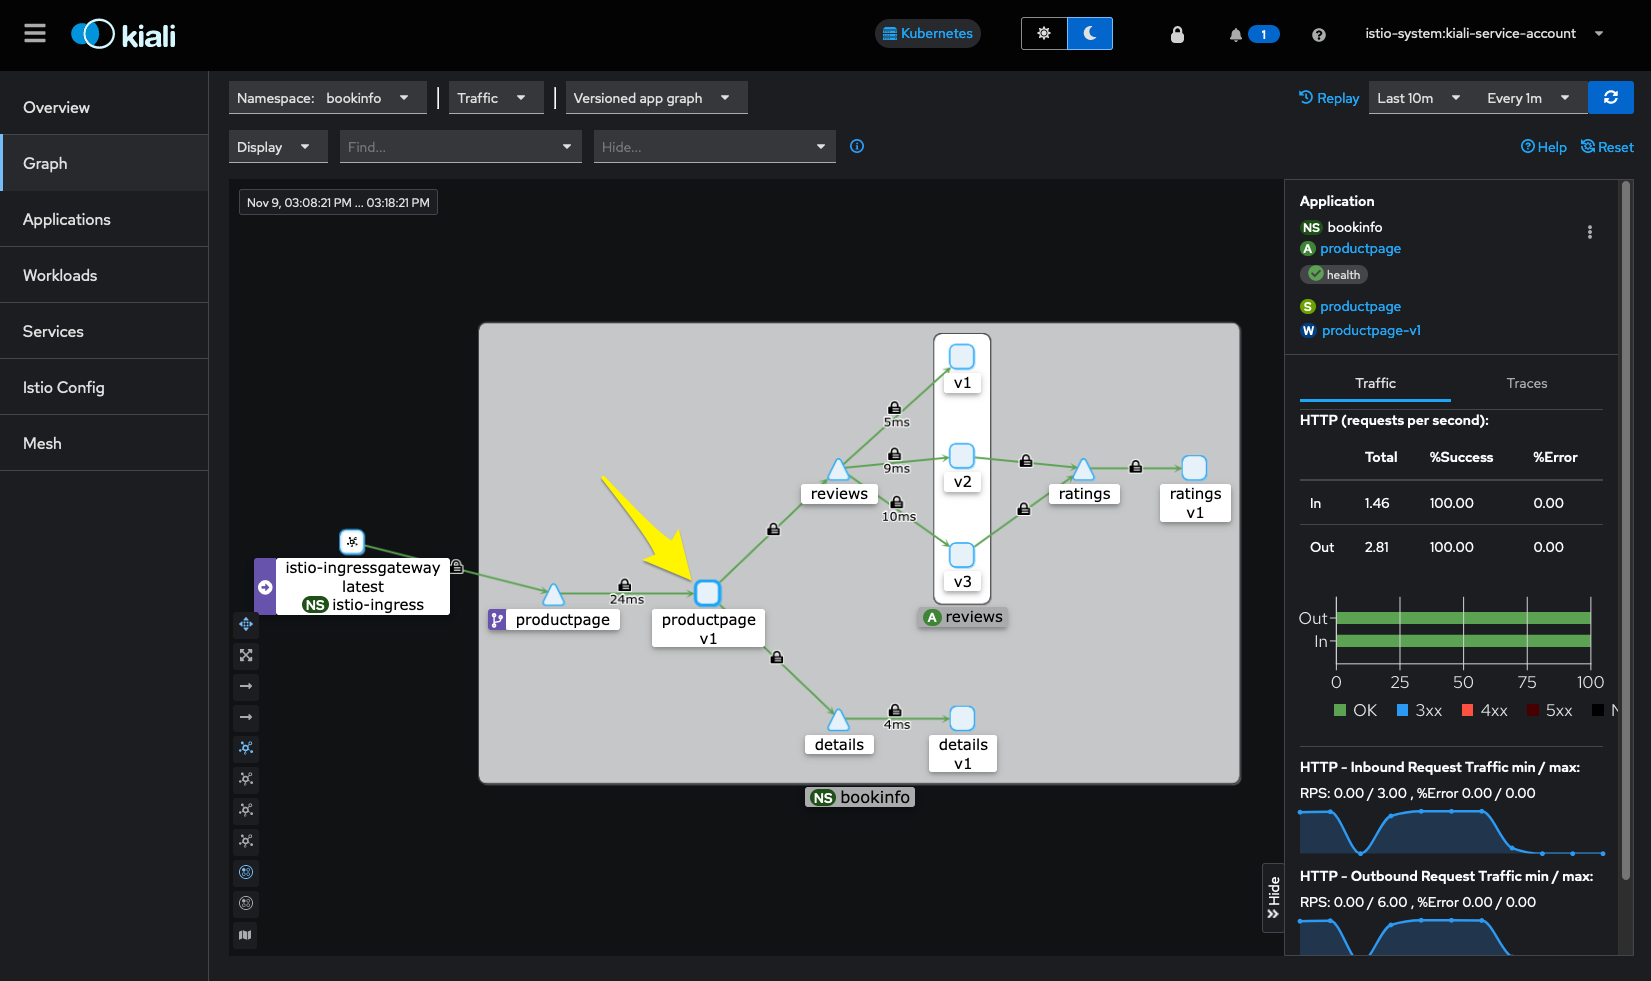 kiali
Kubernetes
1
istio-system:kiali-service-account
Overview
Graph
Applications
Workloads
Services
Istio Config
Mesh
Namespace: bookinfo
Traffic
Versioned app graph
Replay
Last 10m
Every 1m
Display
Find...
Hide...
Help
Reset
Nov 9, 03:08:21 PM ... 03:18:21 PM
v1
5ms
9ms
v2
reviews
10ms
ratings
ratings
v1
v3
A reviews
istio-ingressgateway
latest
NS istio-ingress
24ms
productpage
productpage
v1
details
4ms
details
v1
NS bookinfo
Hide
Application
NS bookinfo
A productpage
health
S productpage
W productpage-v1
Traffic
Traces
HTTP (requests per second):
Total %Success %Error
In 1.46 100.00 0.00
Out 2.81 100.00 0.00
Out
In
0 25 50 75 100
OK 3xx 4xx 5xx N
HTTP - Inbound Request Traffic min / max:
RPS: 0.00 / 3.00 , %Error 0.00 / 0.00
HTTP - Outbound Request Traffic min / max:
RPS: 0.00 / 6.00 , %Error 0.00 / 0.00